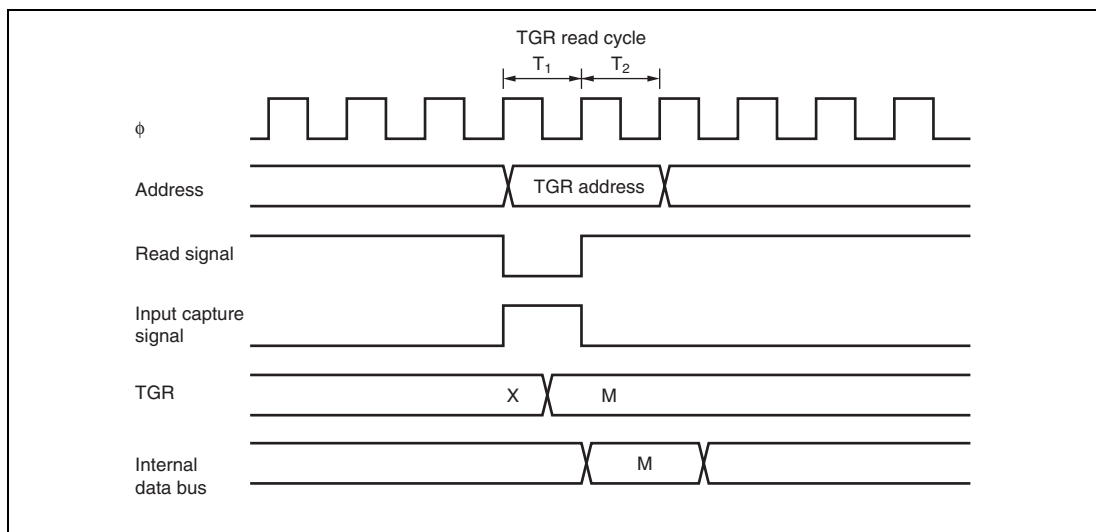 TGR read cycle
T1 T2
φ
Address
TGR address
Read signal
Input capture
signal
TGR
X M
Internal
data bus
M